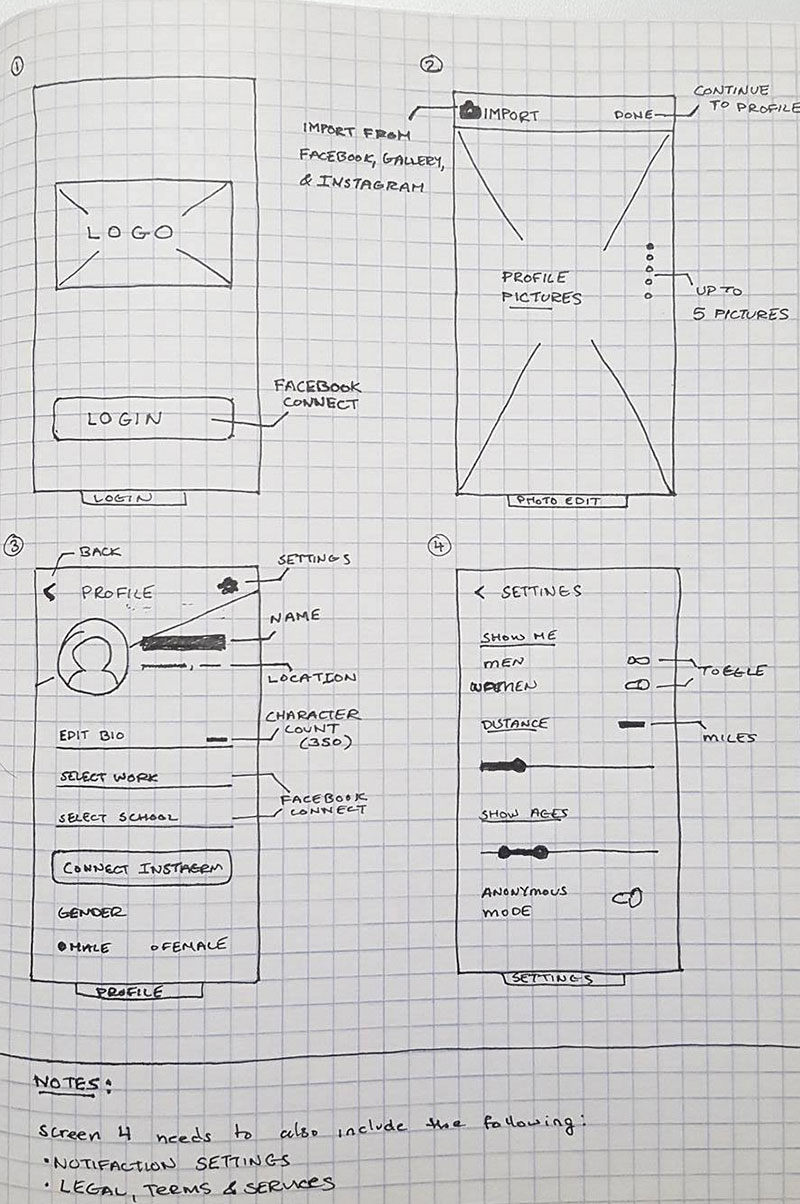 1
LOGO
LOGIN
FACEBOOK
CONNECT
LOGIN
2
IMPORT FROM
FACEBOOK, GALLERY,
& INSTAGRAM
IMPORT
DONE
CONTINUE
TO PROFILE
PROFILE
PICTURES
UP TO
5 PICTURES
PHOTO EDIT
3
BACK
PROFILE
SETTINGS
NAME
LOCATION
EDIT BIO
CHARACTER
COUNT
(350)
SELECT WORK
SELECT SCHOOL
FACEBOOK
CONNECT
CONNECT INSTAGRM
GENDER
MALE FEMALE
PROFILE
4
< SETTINGS
SHOW ME
MEN
WOMEN
TOGGLE
DISTANCE
MILES
SHOW AGES
ANONYMOUS
MODE
SETTINGS
NOTES:
Screen 4 needs to also include the following:
• NOTIFACTION SETTINGS
• LEGAL, TERMS & SERVICES